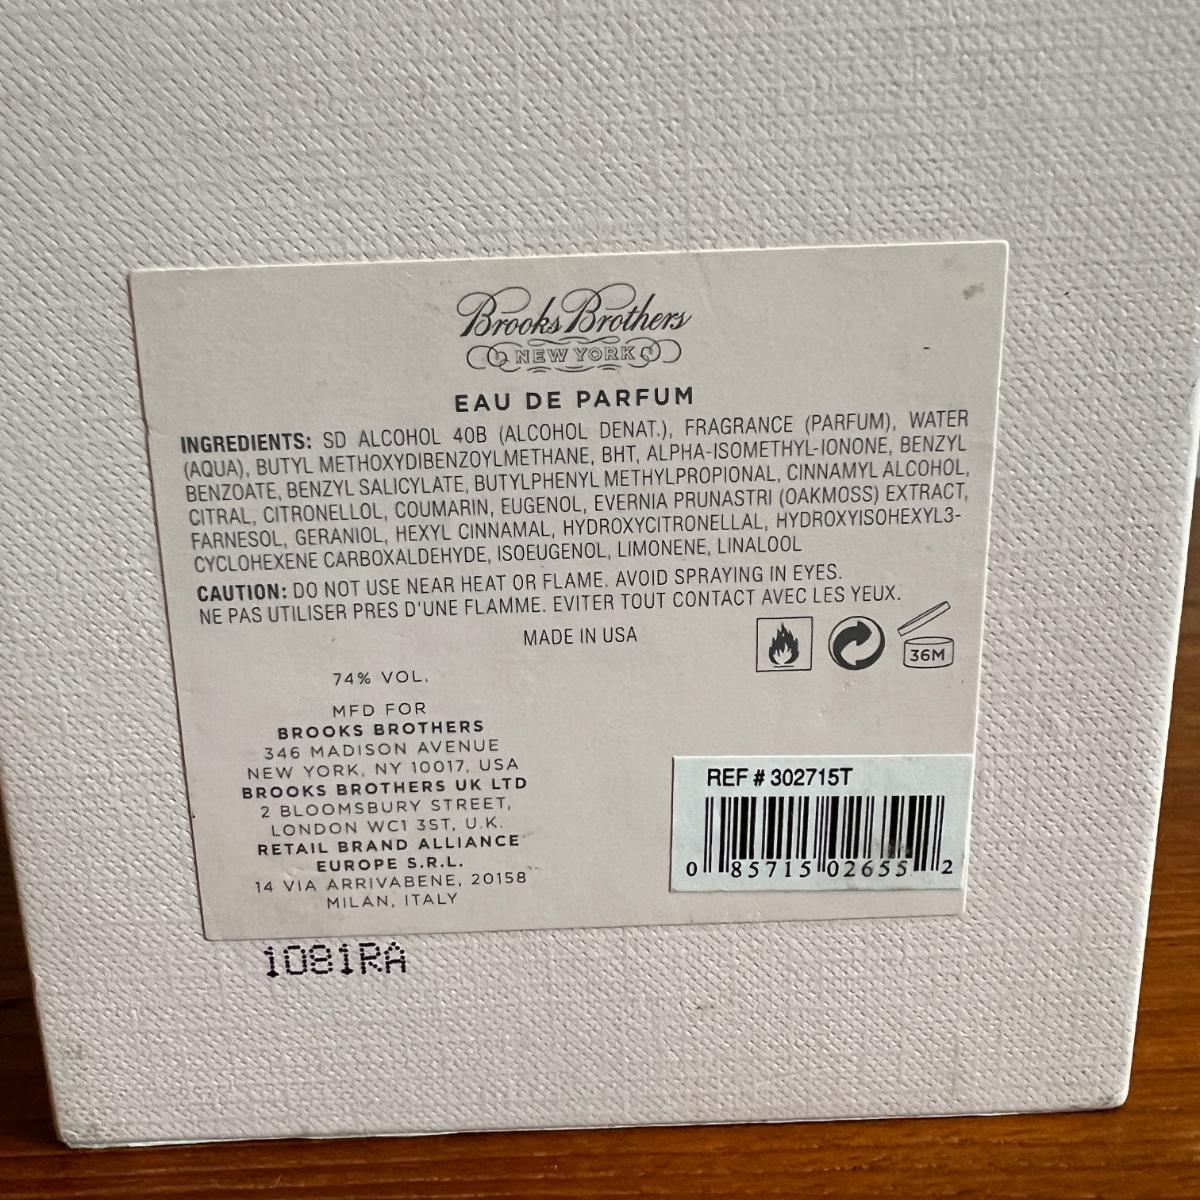 Brooks Brothers
NEW YORK
EAU DE PARFUM
INGREDIENTS: SD ALCOHOL 40B (ALCOHOL DENAT.), FRAGRANCE (PARFUM), WATER
(AQUA), BUTYL METHOXYDIBENZOYLMETHANE, BHT, ALPHA-ISOMETHYL-IONONE, BENZYL
BENZOATE, BENZYL SALICYLATE, BUTYLPHENYL METHYLPROPIONAL, CINNAMYL ALCOHOL,
CITRAL, CITRONELLOL, COUMARIN, EUGENOL, EVERNIA PRUNASTRI (OAKMOSS) EXTRACT,
FARNESOL, GERANIOL, HEXYL CINNAMAL, HYDROXYCITRONELLAL, HYDROXYISOHEXYL3-
CYCLOHEXENE CARBOXALDEHYDE, ISOEUGENOL, LIMONENE, LINALOOL
CAUTION: DO NOT USE NEAR HEAT OR FLAME. AVOID SPRAYING IN EYES.
NE PAS UTILISER PRES D'UNE FLAMME. EVITER TOUT CONTACT AVEC LES YEUX.
MADE IN USA
36M
74% VOL.
MFD FOR
BROOKS BROTHERS
346 MADISON AVENUE
NEW YORK, NY 10017, USA
BROOKS BROTHERS UK LTD
2 BLOOMSBURY STREET,
LONDON WC1 3ST, U.K.
RETAIL BRAND ALLIANCE
EUROPE S.R.L.
14 VIA ARRIVABENE, 20158
MILAN, ITALY
REF # 302715T
0 85715 02655 2
1081RA